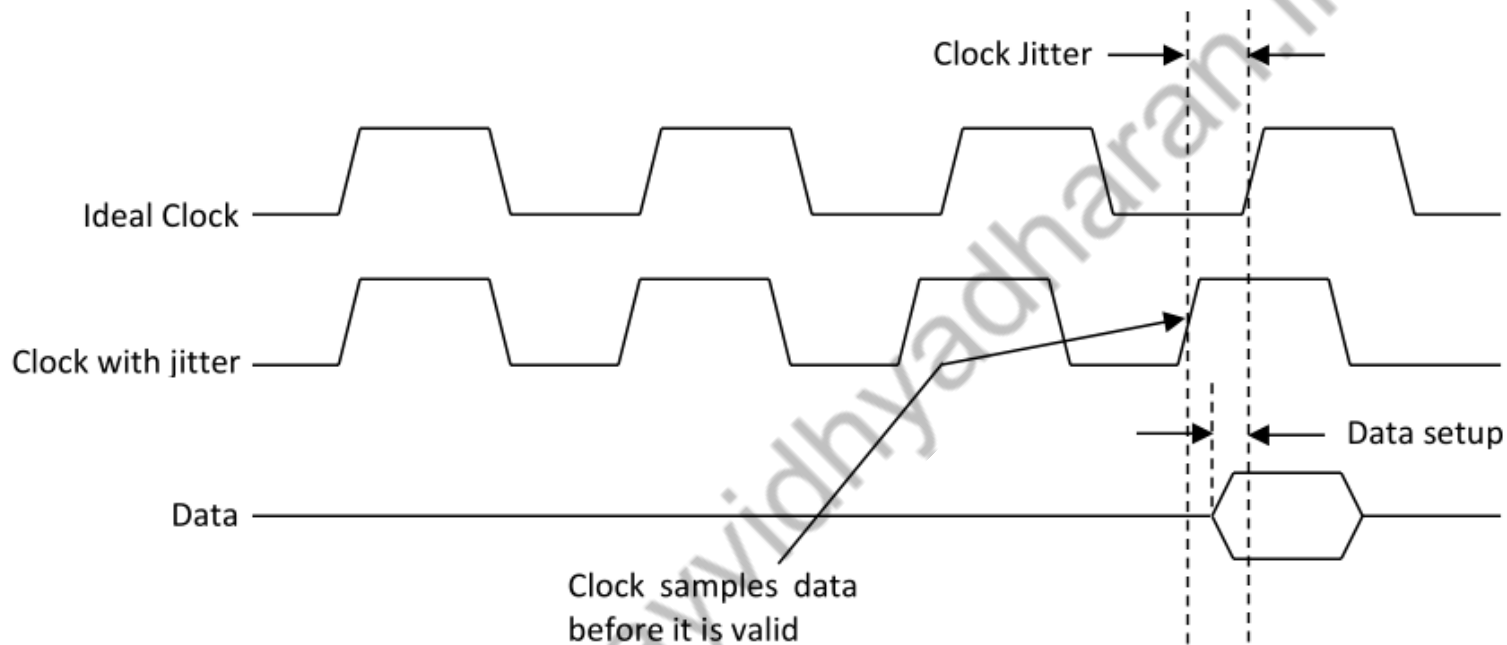 Clock Jitter
Ideal Clock
Clock with jitter
Data setup
Data
Clock samples data
before it is valid